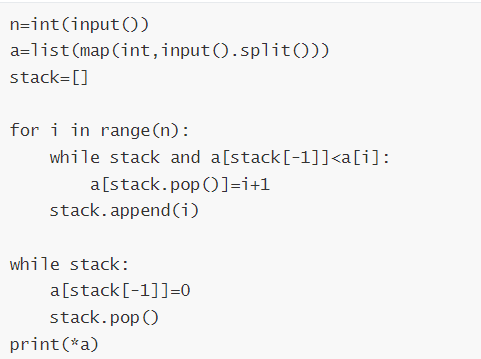 n=int(input())
a=list(map(int,input().split()))
stack=[]
for i in range(n):
    while stack and a[stack[-1]]<a[i]:
        a[stack.pop()]=i+1
    stack.append(i)
while stack:
    a[stack[-1]]=0
    stack.pop()
print(*a)